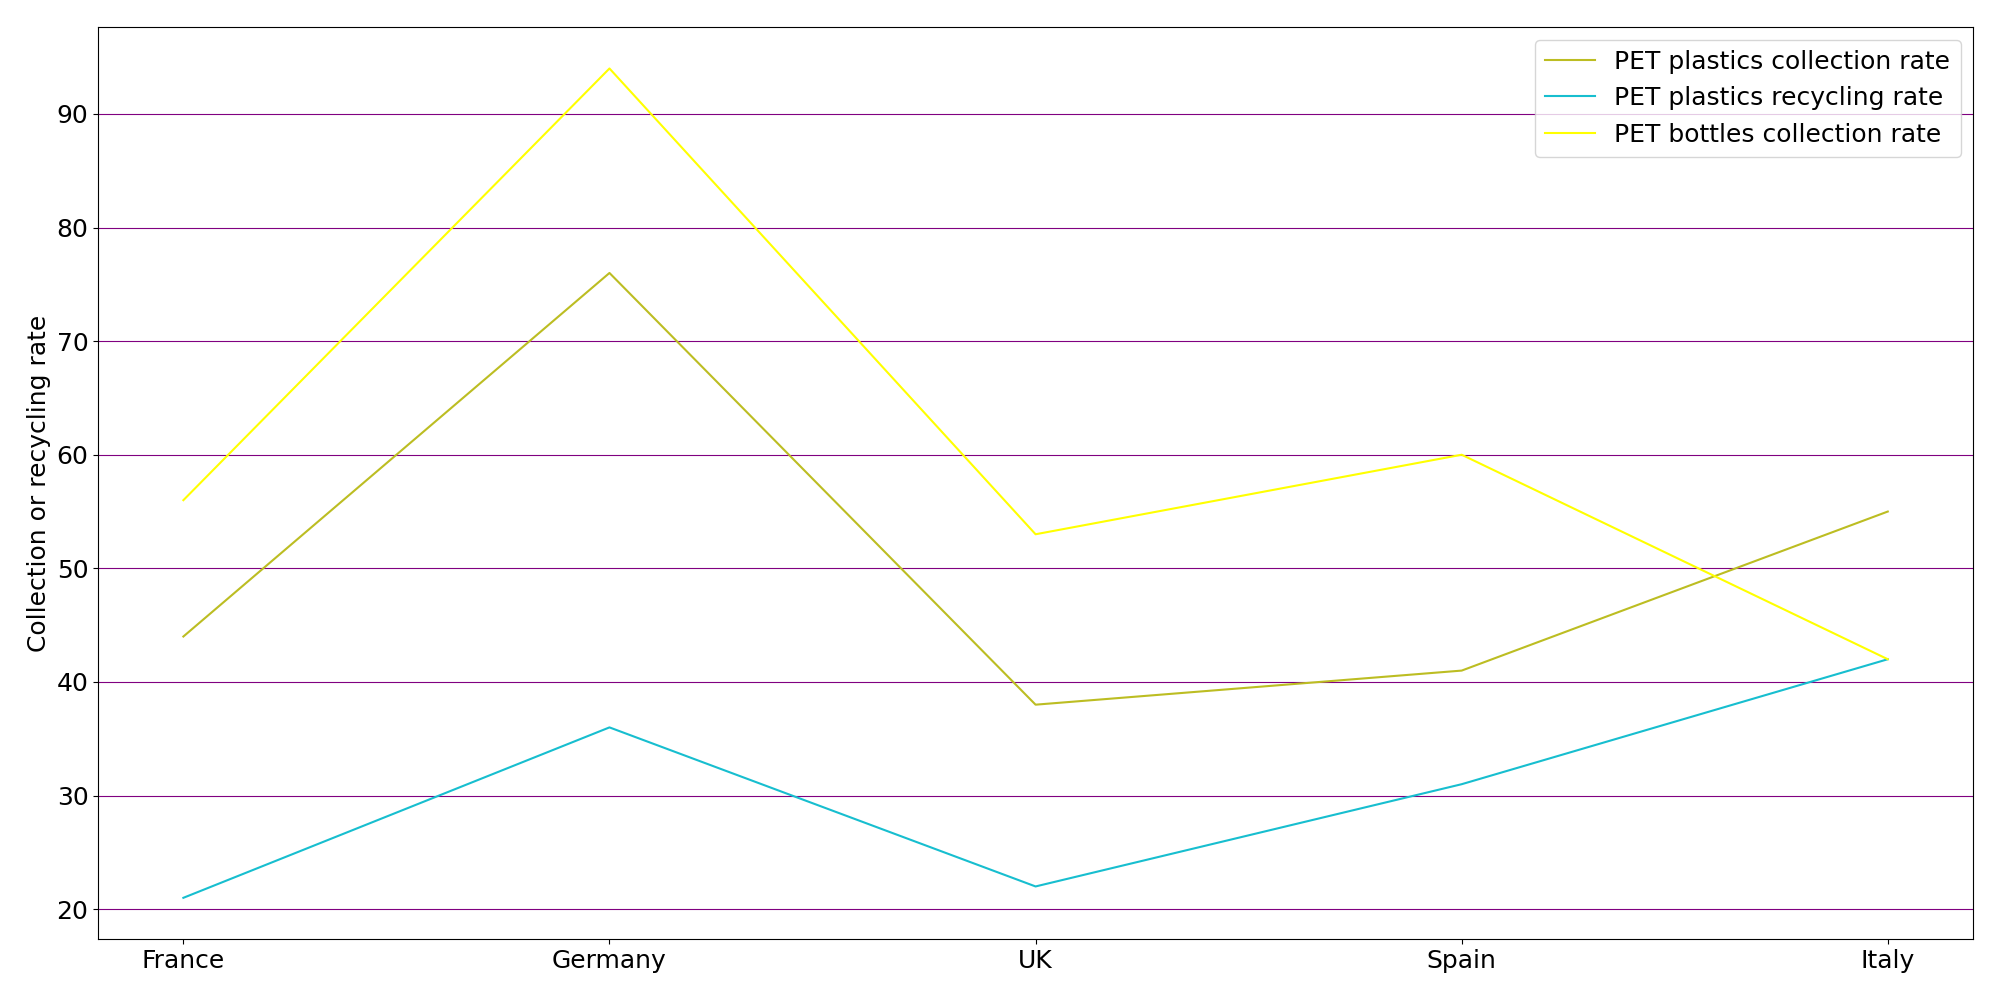 PET plastics collection rate
PET plastics recycling rate
PET bottles collection rate
Collection or recycling rate
90
80
70
60
50
40
30
20
France Germany UK Spain Italy